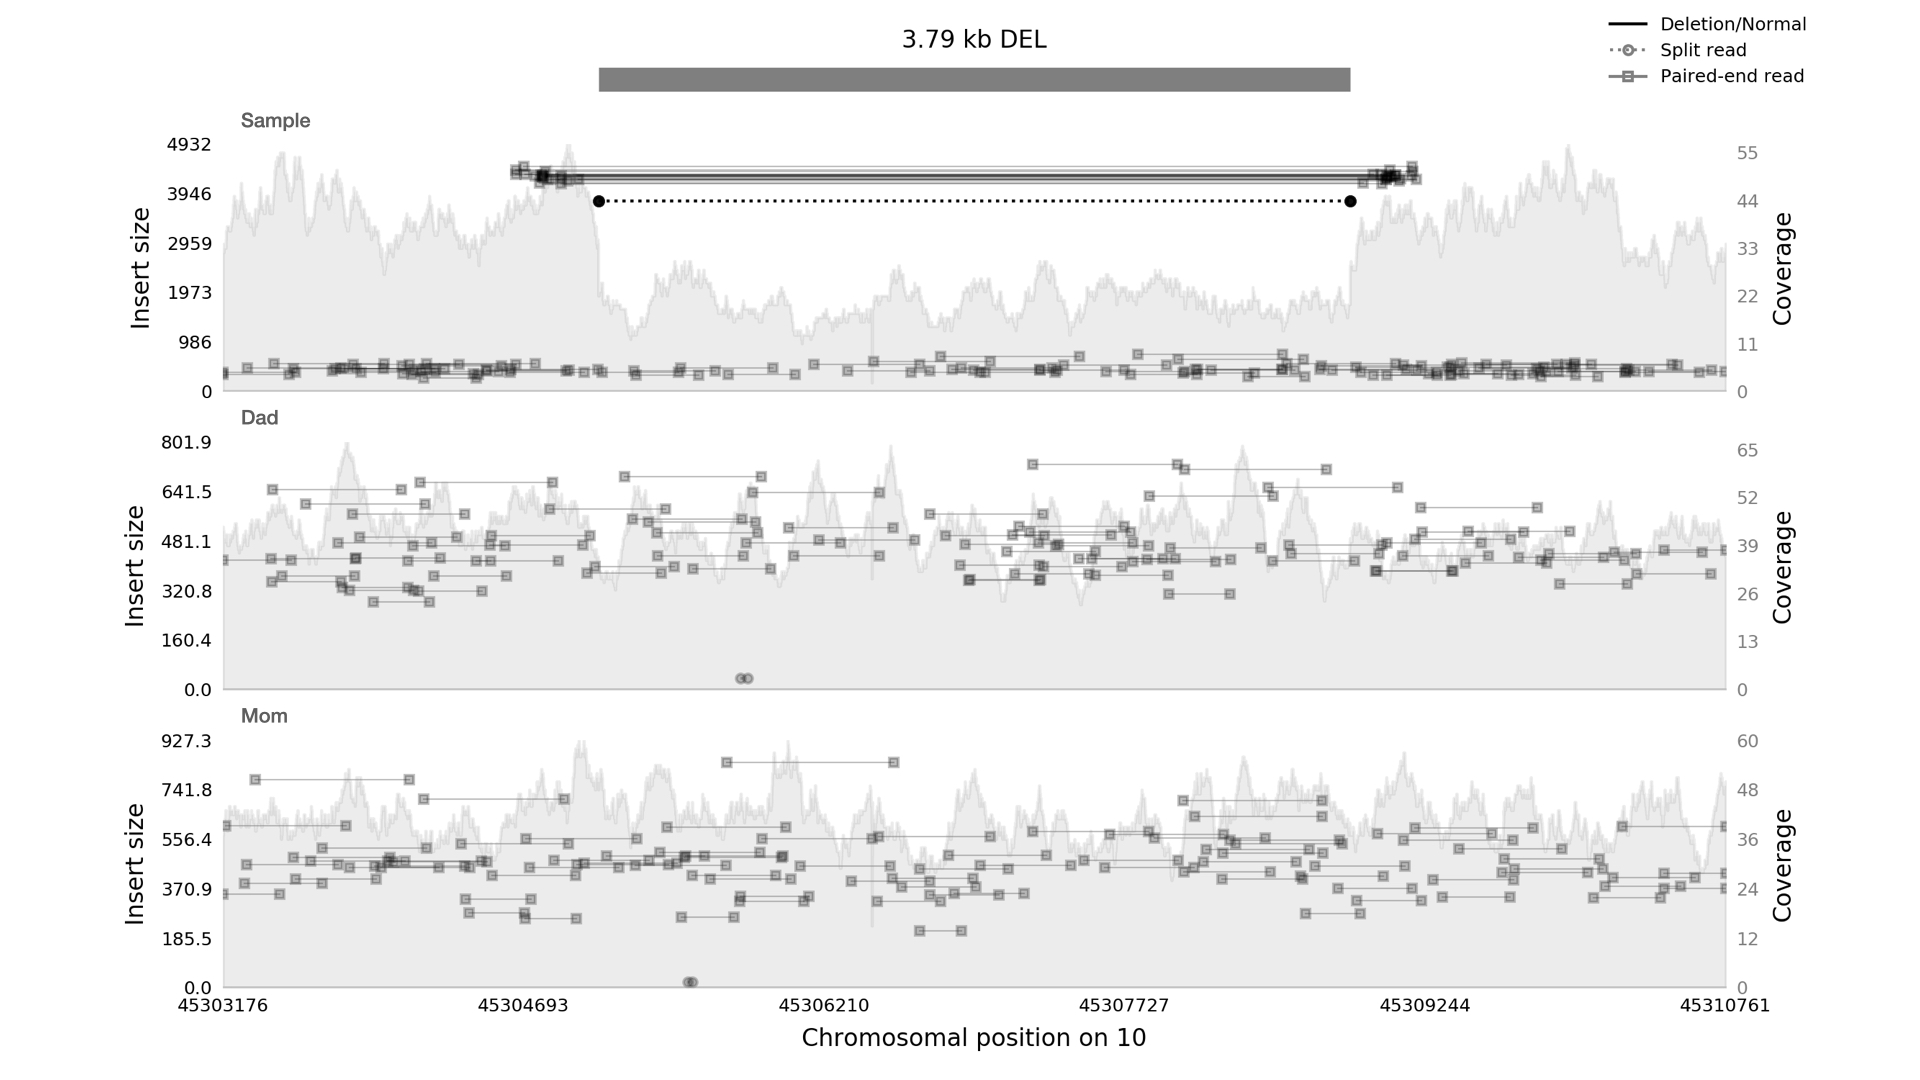 Deletion/Normal
Split read
Paired-end read
3.79 kb DEL
Sample
4932
3946
2959
1973
986
0
Insert size
55
44
33
22
11
0
Coverage
Dad
801.9
641.5
481.1
320.8
160.4
0.0
Insert size
65
52
39
26
13
0
Coverage
Mom
927.3
741.8
556.4
370.9
185.5
0.0
Insert size
60
48
36
24
12
0
Coverage
45303176 45304693 45306210 45307727 45309244 45310761
Chromosomal position on 10